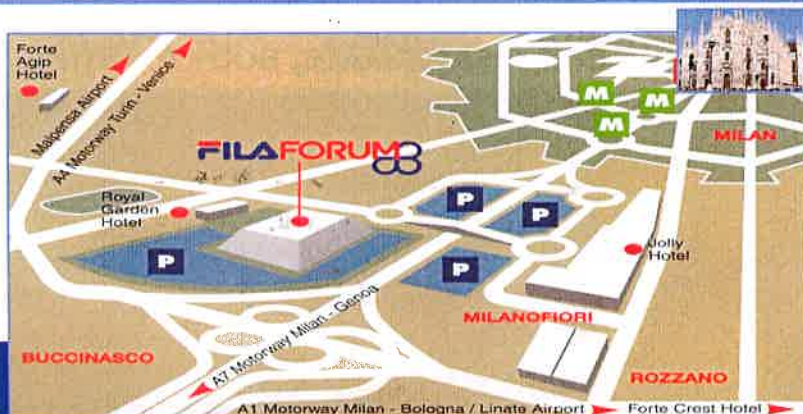 Forte
Agip
Hotel
Malpensa Airport
A4 Motorway Turin - Venice
FILAFORUM
M
M
M
MILAN
Royal
Garden
Hotel
P
P
P
P
Jolly
Hotel
MILANOFIORI
A7 Motorway Milan - Genoa
BUCCINASCO
ROZZANO
A1 Motorway Milan - Bologna / Linate Airport
Forte Crest Hotel